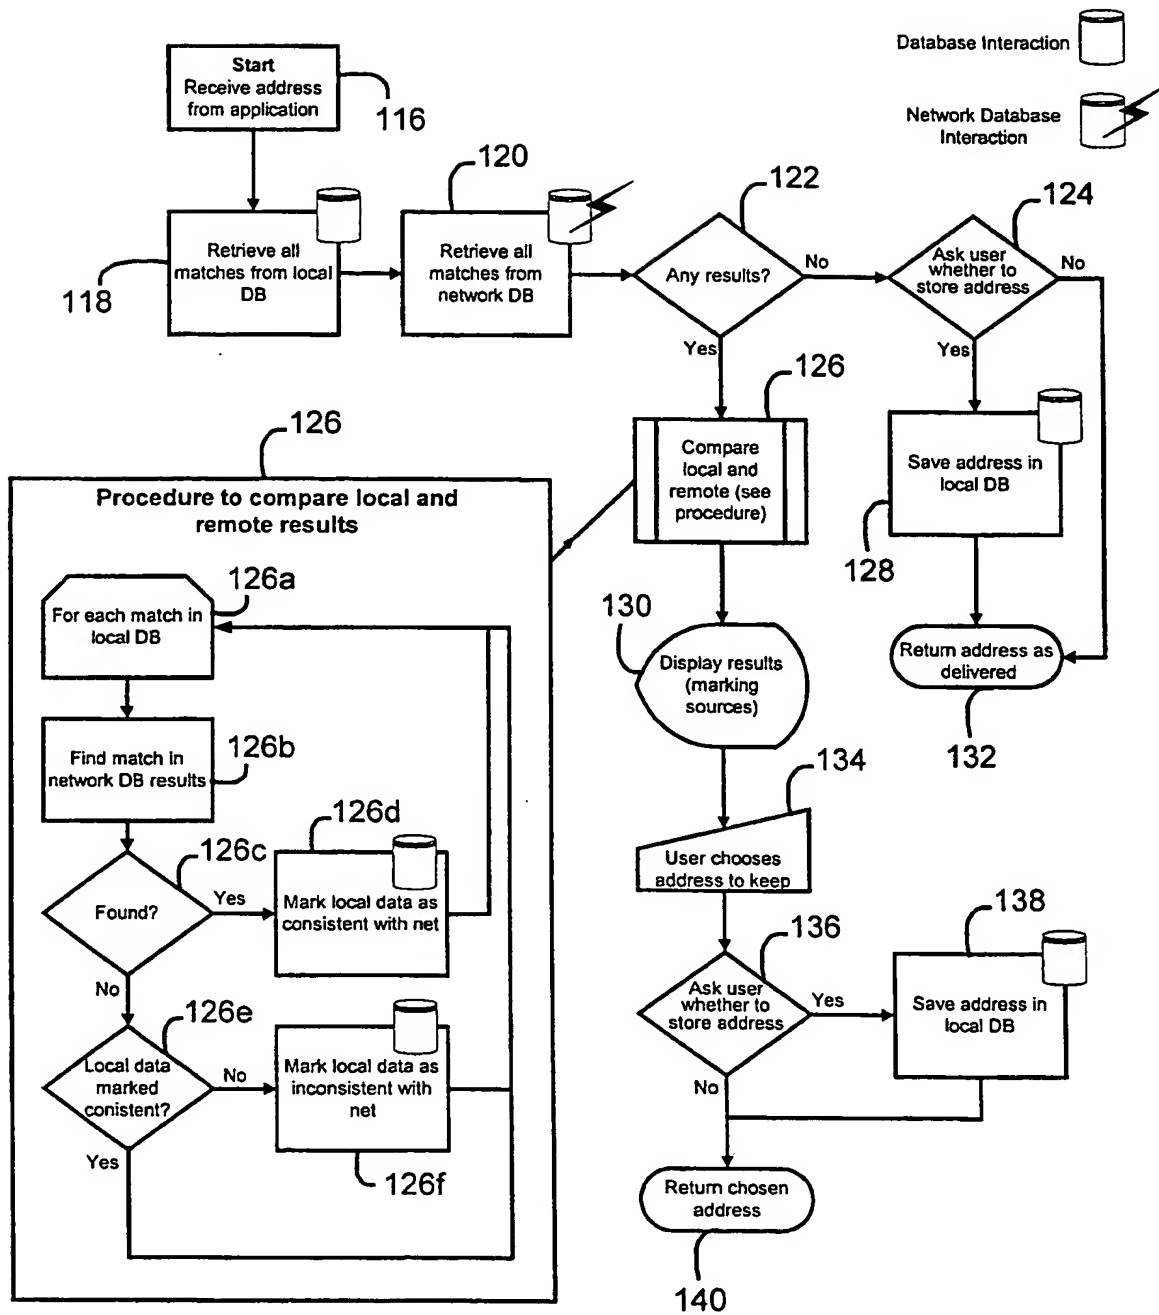 Database Interaction
Network Database
Interaction
Start
Receive address
from application
116
118
Retrieve all
matches from local
DB
120
Retrieve all
matches from
network DB
122
Any results?
No
Yes
124
Ask user
whether to
store address
No
Yes
126
Compare
local and
remote (see
procedure)
Save address in
local DB
128
130
Display results
(marking
sources)
Return address as
delivered
132
134
User chooses
address to keep
136
Ask user
whether to
store address
Yes
No
138
Save address in
local DB
Return chosen
address
140
126
Procedure to compare local and
remote results
126a
For each match in
local DB
126b
Find match in
network DB results
126c
Found?
Yes
No
126d
Mark local data as
consistent with net
126e
Local data
marked
conistent?
No
Yes
Mark local data as
inconsistent with
net
126f